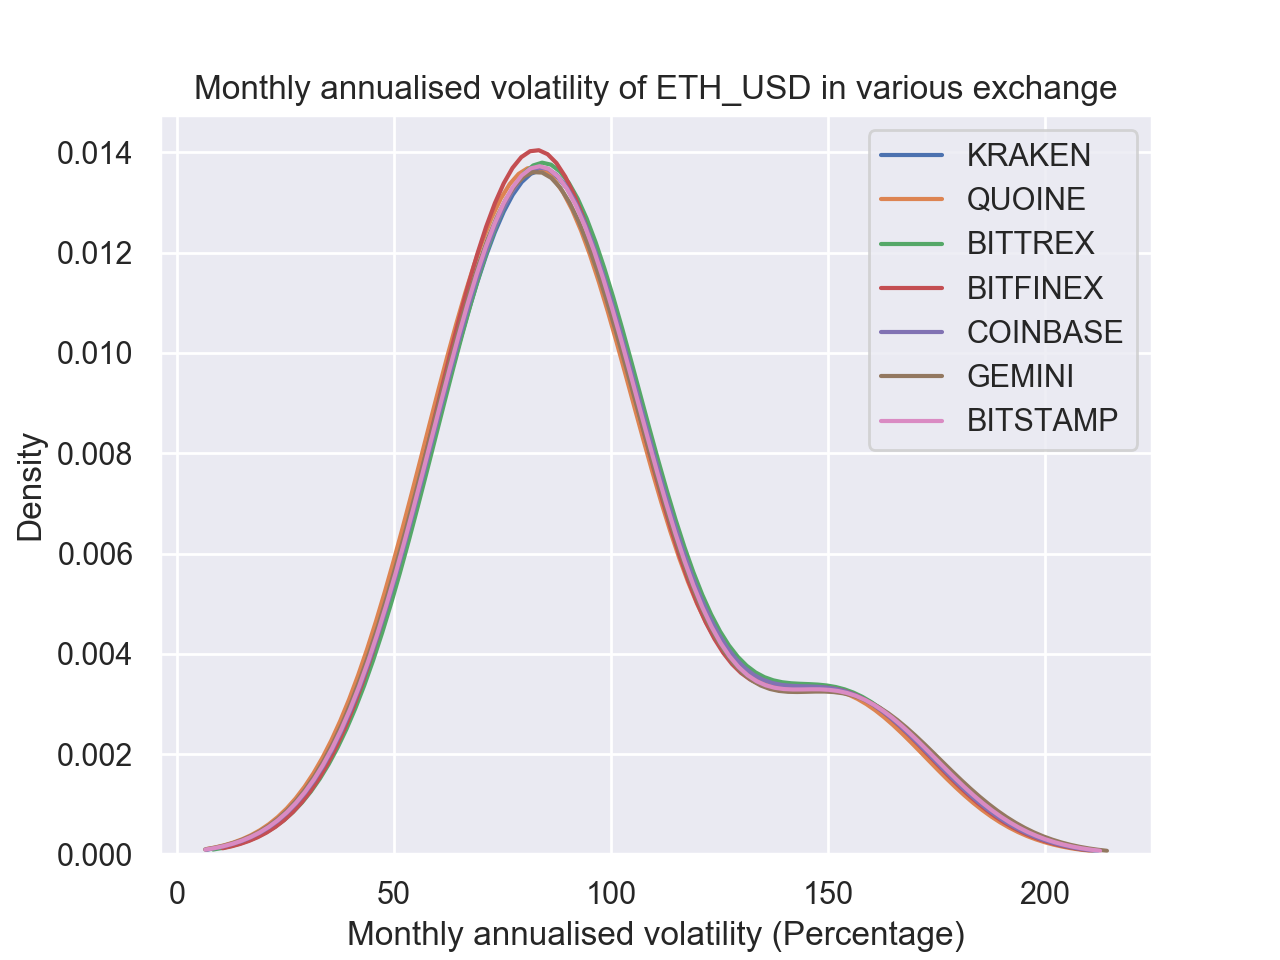 Monthly annualised volatility of ETH_USD in various exchange
0.014
0.012
0.010
0.008
0.006
0.004
0.002
0.000
Density
KRAKEN
QUOINE
BITTREX
BITFINEX
COINBASE
GEMINI
BITSTAMP
0 50 100 150 200
Monthly annualised volatility (Percentage)